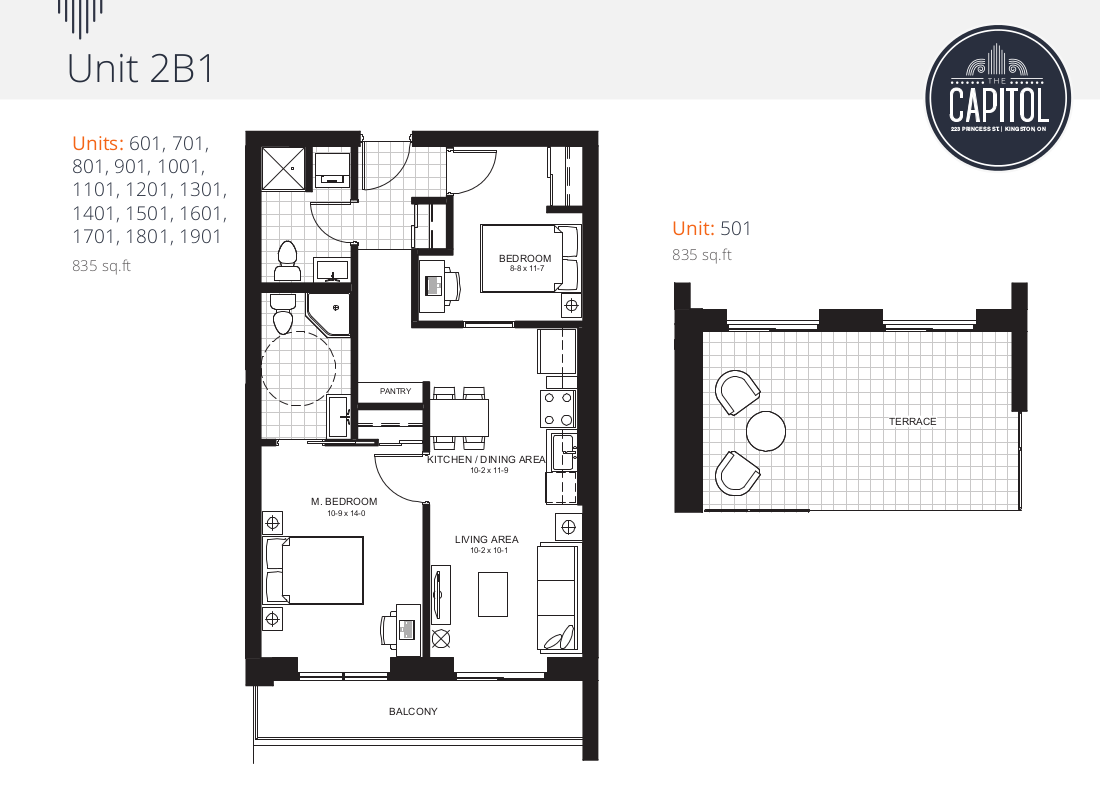 Unit 2B1
THE
CAPITOL
223 PRINCESS ST. | KINGSTON, ON
Units: 601, 701,
801, 901, 1001,
1101, 1201, 1301,
1401, 1501, 1601,
1701, 1801, 1901
835 sq.ft
BEDROOM
8-8 x 11-7
PANTRY
KITCHEN / DINING AREA
10-2 x 11-9
M. BEDROOM
10-9 x 14-0
LIVING AREA
10-2 x 10-1
BALCONY
Unit: 501
835 sq.ft
TERRACE